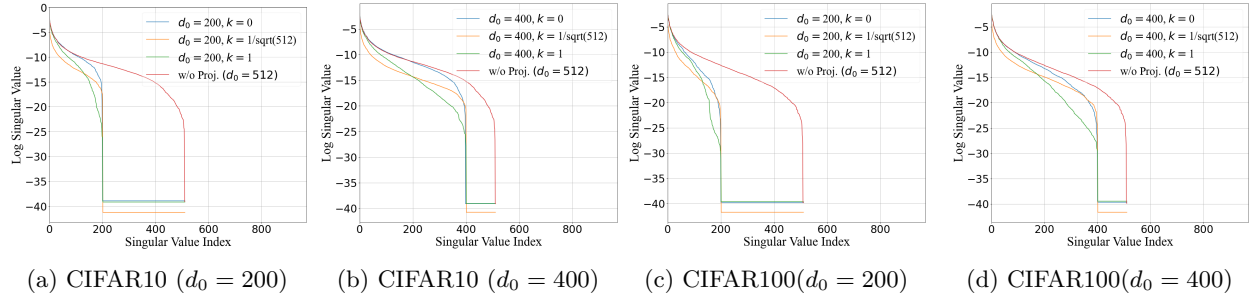 Log Singular Value
0
−5
−10
−15
−20
−25
−30
−35
−40
0 200 400 600 800
Singular Value Index
d₀ = 200, k = 0
d₀ = 200, k = 1/sqrt(512)
d₀ = 200, k = 1
w/o Proj. (d₀ = 512)
(a) CIFAR10 (d₀ = 200)
Log Singular Value
−5
−10
−15
−20
−25
−30
−35
−40
0 200 400 600 800
Singular Value Index
d₀ = 400, k = 0
d₀ = 400, k = 1/sqrt(512)
d₀ = 400, k = 1
w/o Proj. (d₀ = 512)
(b) CIFAR10 (d₀ = 400)
Log Singular Value
−5
−10
−15
−20
−25
−30
−35
−40
0 200 400 600 800
Singular Value Index
d₀ = 200, k = 0
d₀ = 200, k = 1/sqrt(512)
d₀ = 200, k = 1
w/o Proj. (d₀ = 512)
(c) CIFAR100(d₀ = 200)
Log Singular Value
−5
−10
−15
−20
−25
−30
−35
−40
0 200 400 600 800
Singular Value Index
d₀ = 400, k = 0
d₀ = 400, k = 1/sqrt(512)
d₀ = 400, k = 1
w/o Proj. (d₀ = 512)
(d) CIFAR100(d₀ = 400)